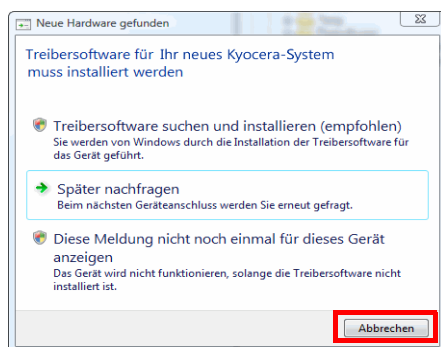 Neue Hardware gefunden
Treibersoftware für Ihr neues Kyocera-System
muss installiert werden
Treibersoftware suchen und installieren (empfohlen)
Sie werden von Windows durch die Installation der Treibersoftware für
das Gerät geführt.
Später nachfragen
Beim nächsten Geräteanschluss werden Sie erneut gefragt.
Diese Meldung nicht noch einmal für dieses Gerät
anzeigen
Das Gerät wird nicht funktionieren, solange die Treibersoftware nicht
installiert ist.
Abbrechen